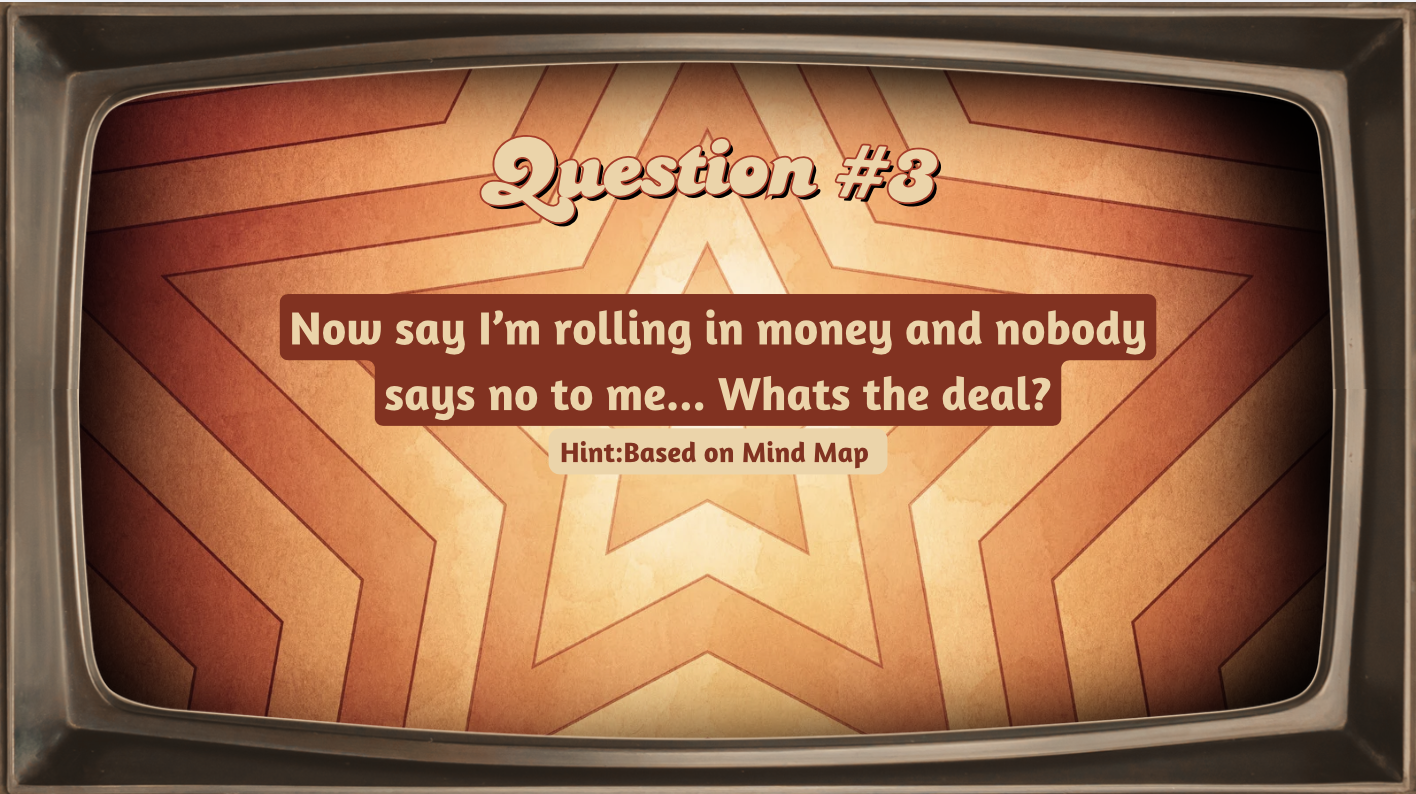 Question #3
Now say I’m rolling in money and nobody
says no to me... Whats the deal?
Hint:Based on Mind Map